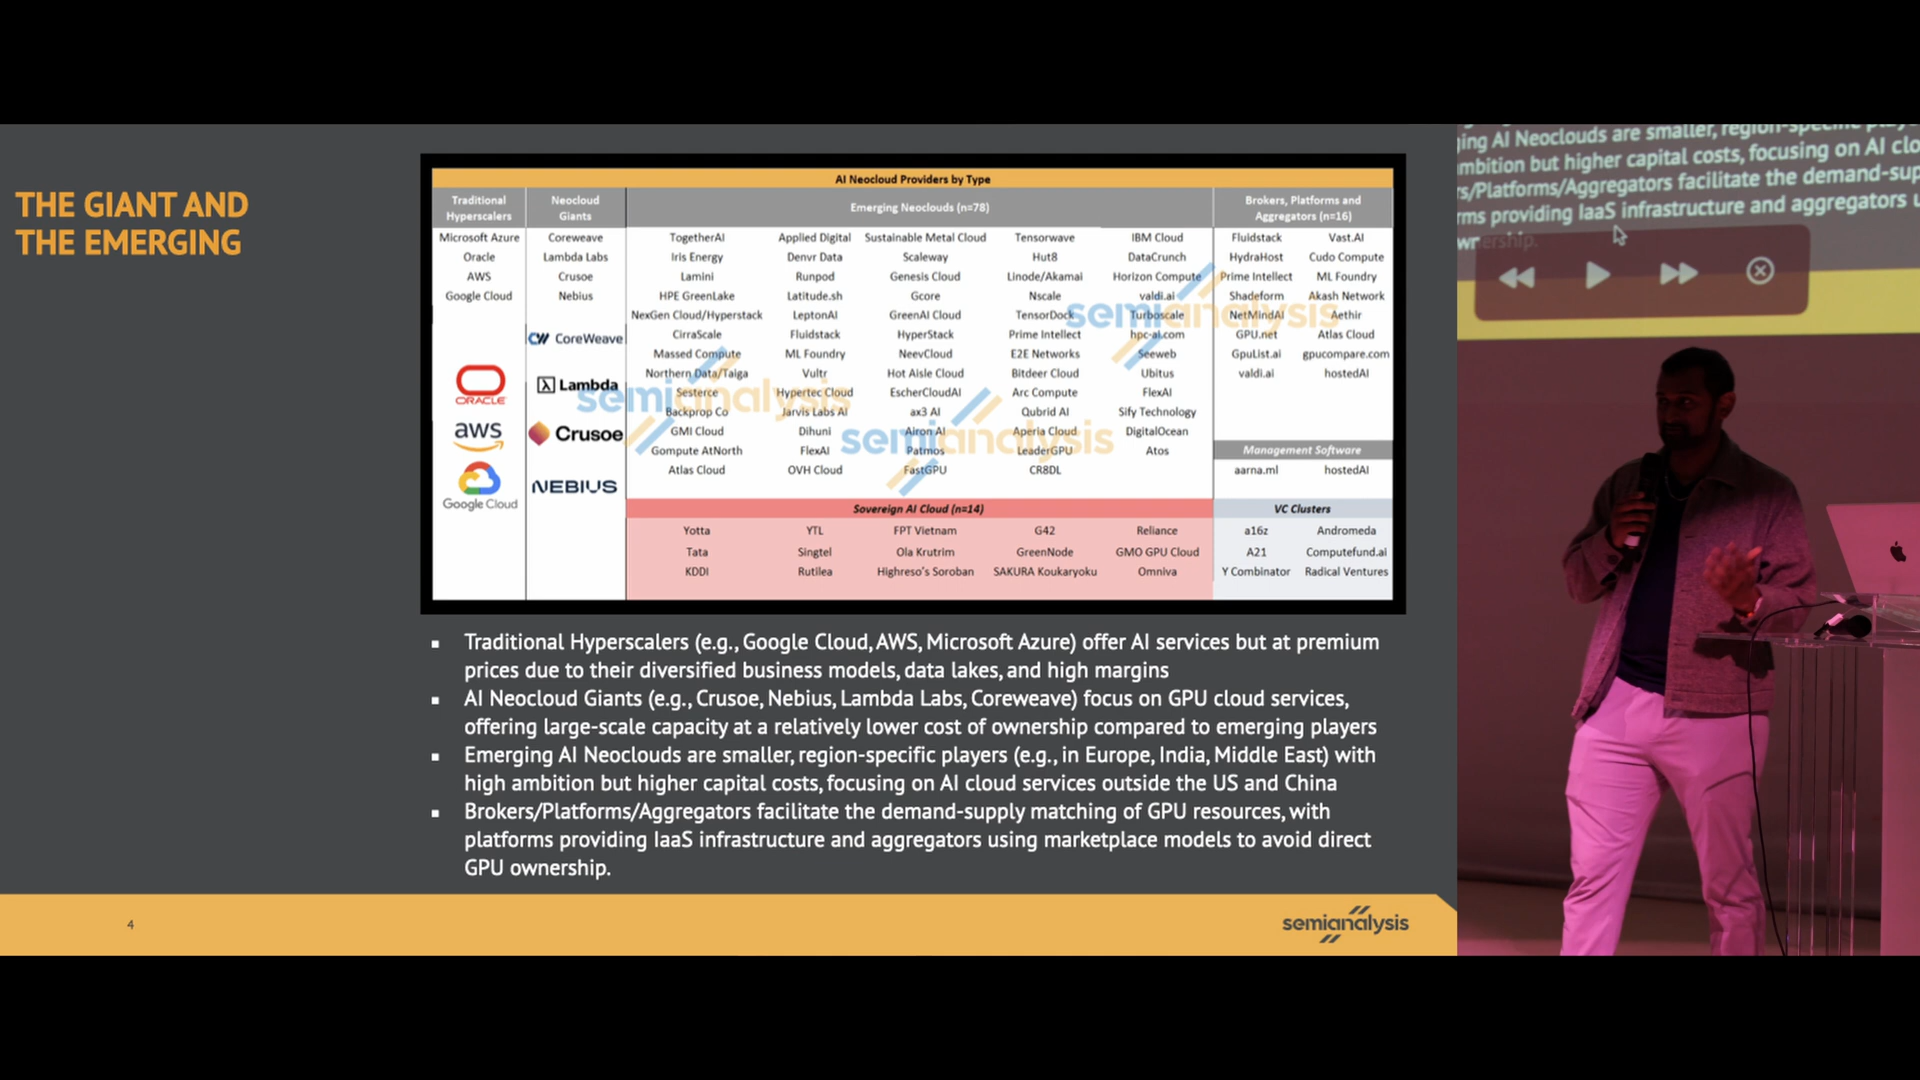 THE GIANT AND
THE EMERGING
AI Neocloud Providers by Type
Traditional Hyperscalers
Neocloud Giants
Emerging Neoclouds (n=78)
Brokers, Platforms and Aggregators (n=16)
Microsoft Azure Coreweave TogetherAI Applied Digital Sustainable Metal Cloud Tensorwave IBM Cloud Fluidstack Vast.AI
Oracle Lambda Labs Iris Energy Denvr Data Scaleway Hut8 DataCrunch HydraHost Cudo Compute
AWS Crusoe Lamini Runpod Genesis Cloud Linode/Akamai Horizon Compute Prime Intellect ML Foundry
Google Cloud Nebius HPE GreenLake Latitude.sh Gcore Nscale valdi.ai Shadeform Akash Network
NexGen Cloud/Hyperstack LeptonAI GreenAI Cloud TensorDock Turboscale NetMindAI Aethir
CirraScale Fluidstack HyperStack Prime Intellect hpc-ai.com GPU.net Atlas Cloud
Massed Compute ML Foundry NeevCloud E2E Networks Seeweb GpuList.ai gpucompare.com
Northern Data/Taiga Vultr Hot Aisle Cloud Bitdeer Cloud Ubitus valdi.ai hostedAI
Sesterce Hypertec Cloud EscherCloudAI Arc Compute FlexAI
Backprop Co Jarvis Labs AI ax3 AI Qubrid AI Sify Technology
GMI Cloud Dihuni Airon AI Aperia Cloud DigitalOcean
Gompute AtNorth FlexAI Patmos LeaderGPU Atos
Atlas Cloud OVH Cloud FastGPU CR8DL
CoreWeave
Lambda
Crusoe
NEBIUS
ORACLE
aws
Google Cloud
semianalysis
semianalysis
semianalysis
Management Software
aarna.ml hostedAI
Sovereign AI Cloud (n=14)
Yotta YTL FPT Vietnam G42 Reliance
Tata Singtel Ola Krutrim GreenNode GMO GPU Cloud
KDDI Rutilea Highreso's Soroban SAKURA Koukaryoku Omniva
VC Clusters
a16z Andromeda
A21 Computefund.ai
Y Combinator Radical Ventures
▪ Traditional Hyperscalers (e.g., Google Cloud, AWS, Microsoft Azure) offer AI services but at premium
prices due to their diversified business models, data lakes, and high margins
▪ AI Neocloud Giants (e.g., Crusoe, Nebius, Lambda Labs, Coreweave) focus on GPU cloud services,
offering large-scale capacity at a relatively lower cost of ownership compared to emerging players
▪ Emerging AI Neoclouds are smaller, region-specific players (e.g., in Europe, India, Middle East) with
high ambition but higher capital costs, focusing on AI cloud services outside the US and China
▪ Brokers/Platforms/Aggregators facilitate the demand-supply matching of GPU resources, with
platforms providing IaaS infrastructure and aggregators using marketplace models to avoid direct
GPU ownership.
4
semianalysis
ging AI Neoclouds are smaller, region-specific
mbition but higher capital costs, focusing on AI clo
rs/Platforms/Aggregators facilitate the demand-sup
rms providing IaaS infrastructure and aggregators u
wnership.